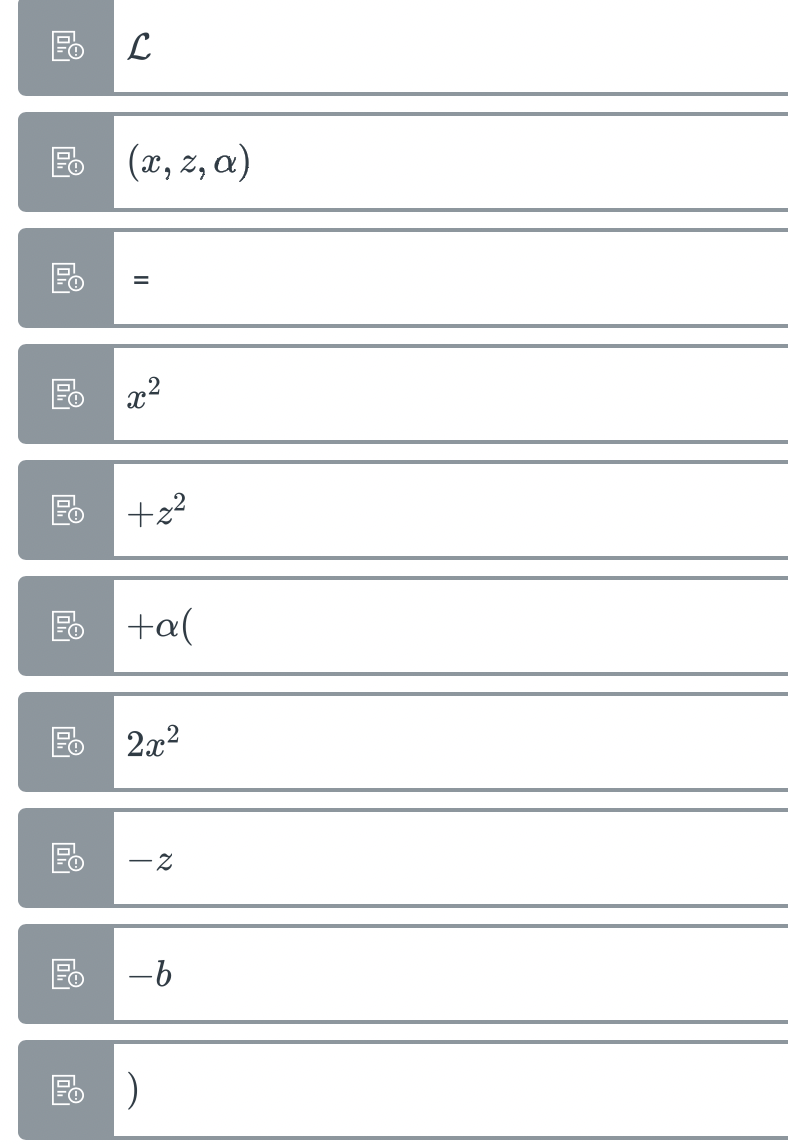 ℒ
(x, z, α)
=
x²
+z²
+α(
2x²
−z
−b
)